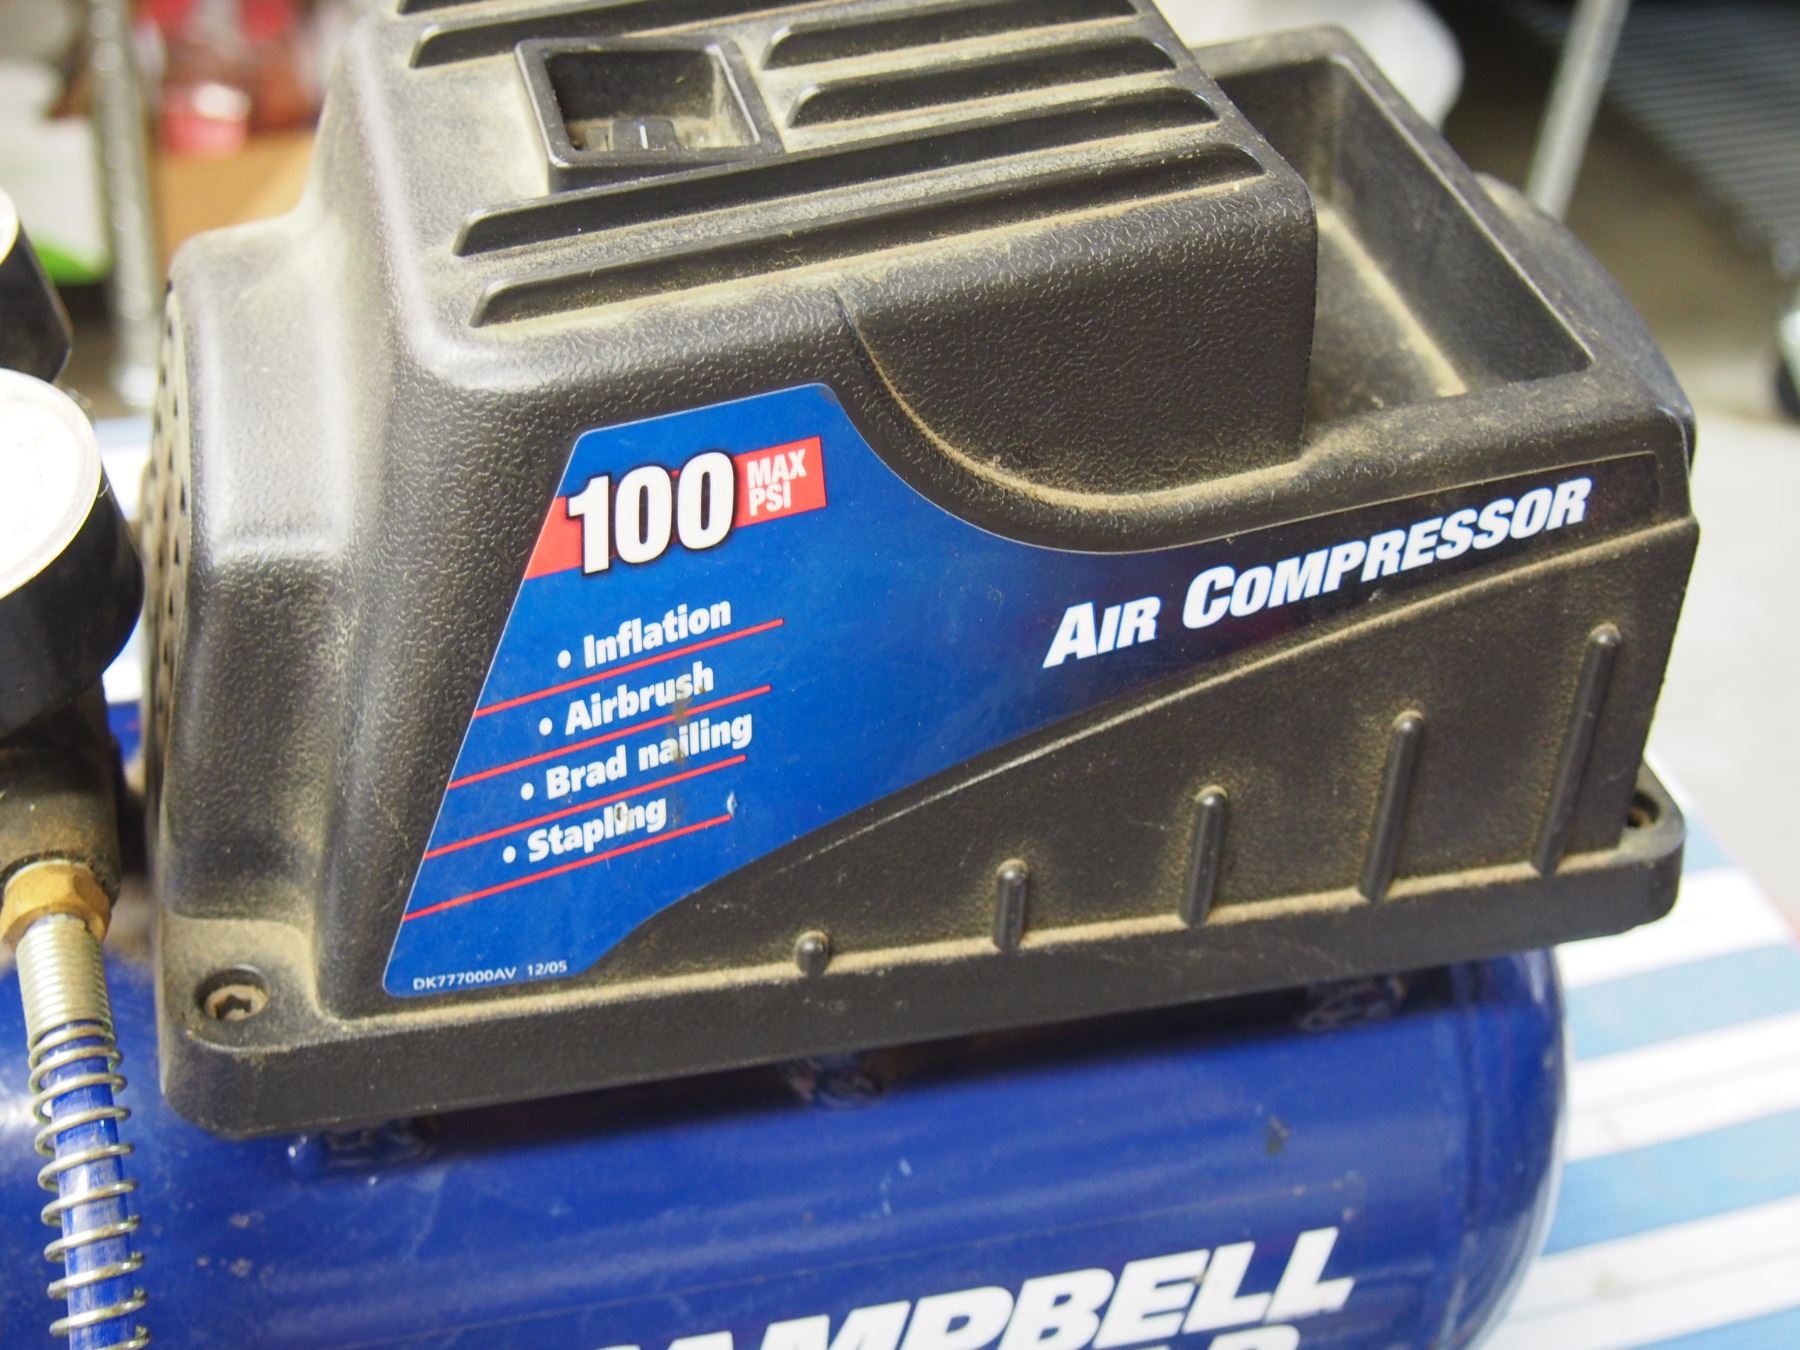 100 MAX
PSI
• Inflation
• Airbrush
• Brad nailing
• Stapling
AIR COMPRESSOR
DK777000AV 12/05
CAMPBELL